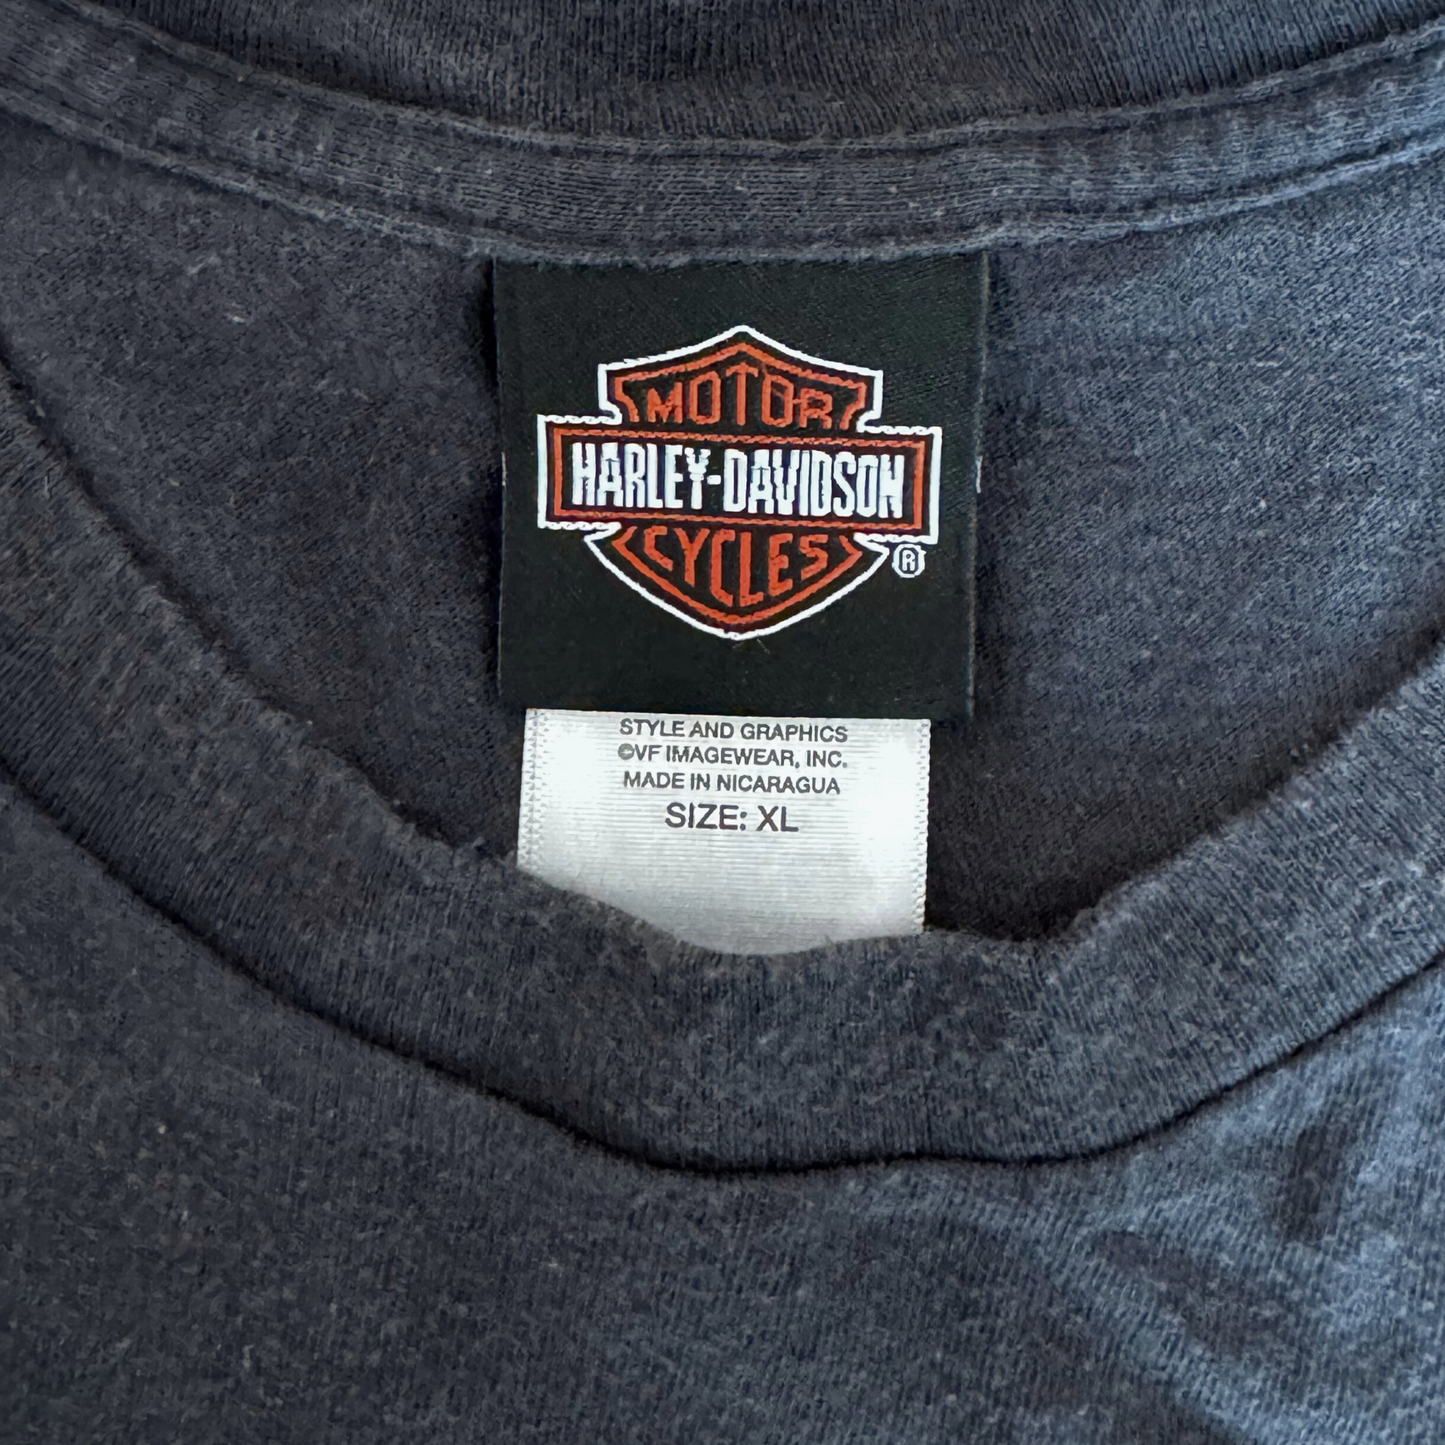 MOTOR
HARLEY-DAVIDSON
CYCLES
®
STYLE AND GRAPHICS
©VF IMAGEWEAR, INC.
MADE IN NICARAGUA
SIZE: XL